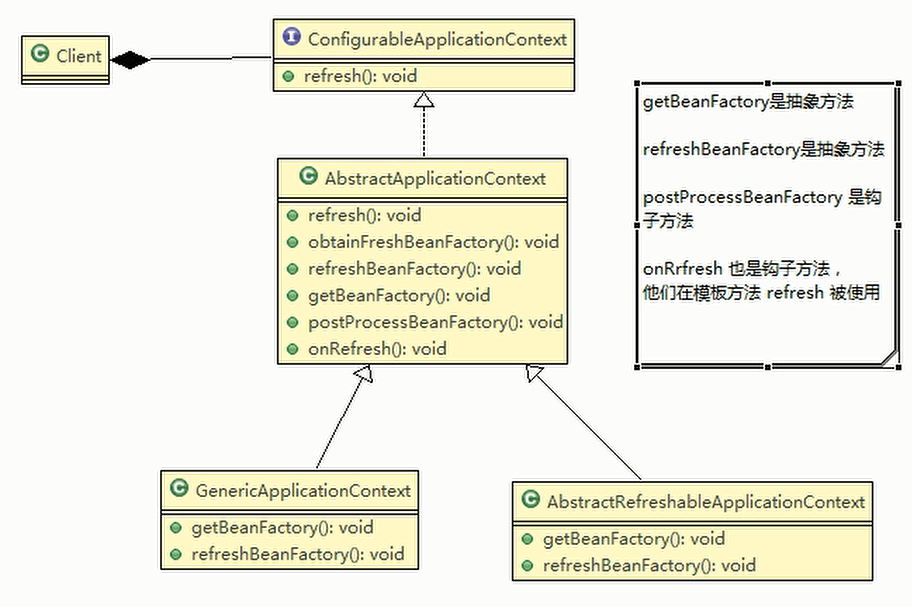 Client
ConfigurableApplicationContext
refresh(): void
AbstractApplicationContext
refresh(): void
obtainFreshBeanFactory(): void
refreshBeanFactory(): void
getBeanFactory(): void
postProcessBeanFactory(): void
onRefresh(): void
getBeanFactory是抽象方法
refreshBeanFactory是抽象方法
postProcessBeanFactory 是钩
子方法
onRrfresh 也是钩子方法，
他们在模板方法 refresh 被使用
GenericApplicationContext
getBeanFactory(): void
refreshBeanFactory(): void
AbstractRefreshableApplicationContext
getBeanFactory(): void
refreshBeanFactory(): void